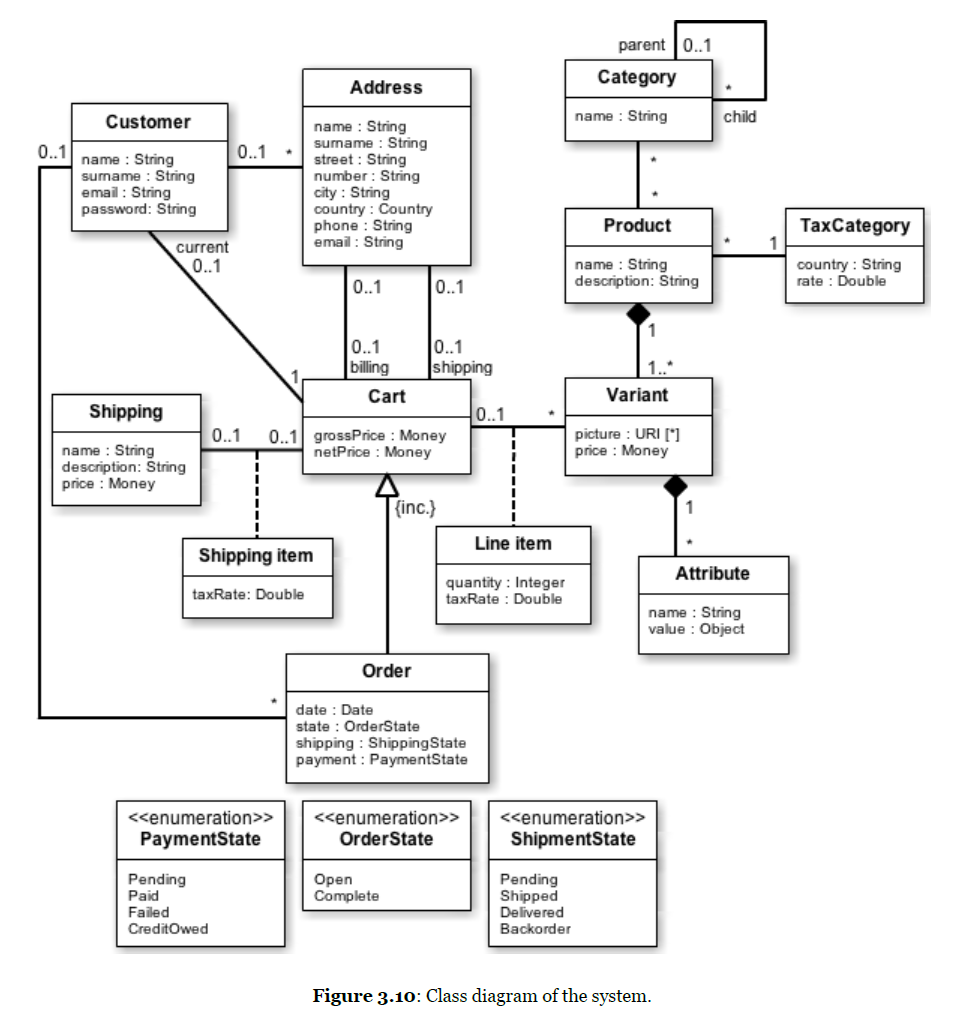 parent
0..1
*
child
Category
name : String
*
*
Address
name : String
surname : String
street : String
number : String
city : String
country : Country
phone : String
email : String
Customer
name : String
surname : String
email : String
password: String
0..1
0..1
*
current
0..1
1
Product
name : String
description: String
*
1
TaxCategory
country : String
rate : Double
0..1
0..1
0..1
0..1
billing
shipping
1
1..*
Cart
grossPrice : Money
netPrice : Money
Shipping
name : String
description: String
price : Money
0..1
0..1
0..1
*
Variant
picture : URI [*]
price : Money
{inc.}
1
*
Shipping item
taxRate: Double
Line item
quantity : Integer
taxRate : Double
Attribute
name : String
value : Object
*
Order
date : Date
state : OrderState
shipping : ShippingState
payment : PaymentState
<<enumeration>>
PaymentState
Pending
Paid
Failed
CreditOwed
<<enumeration>>
OrderState
Open
Complete
<<enumeration>>
ShipmentState
Pending
Shipped
Delivered
Backorder
Figure 3.10: Class diagram of the system.